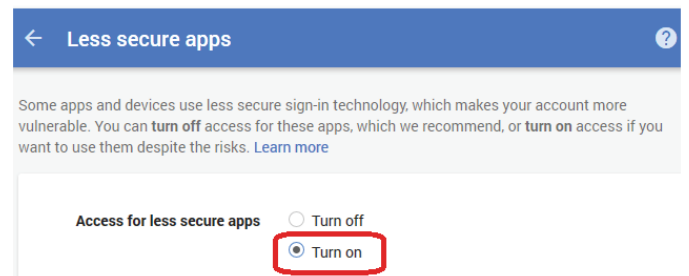 Less secure apps
Some apps and devices use less secure sign-in technology, which makes your account more
vulnerable. You can turn off access for these apps, which we recommend, or turn on access if you
want to use them despite the risks. Learn more
Access for less secure apps
Turn off
Turn on